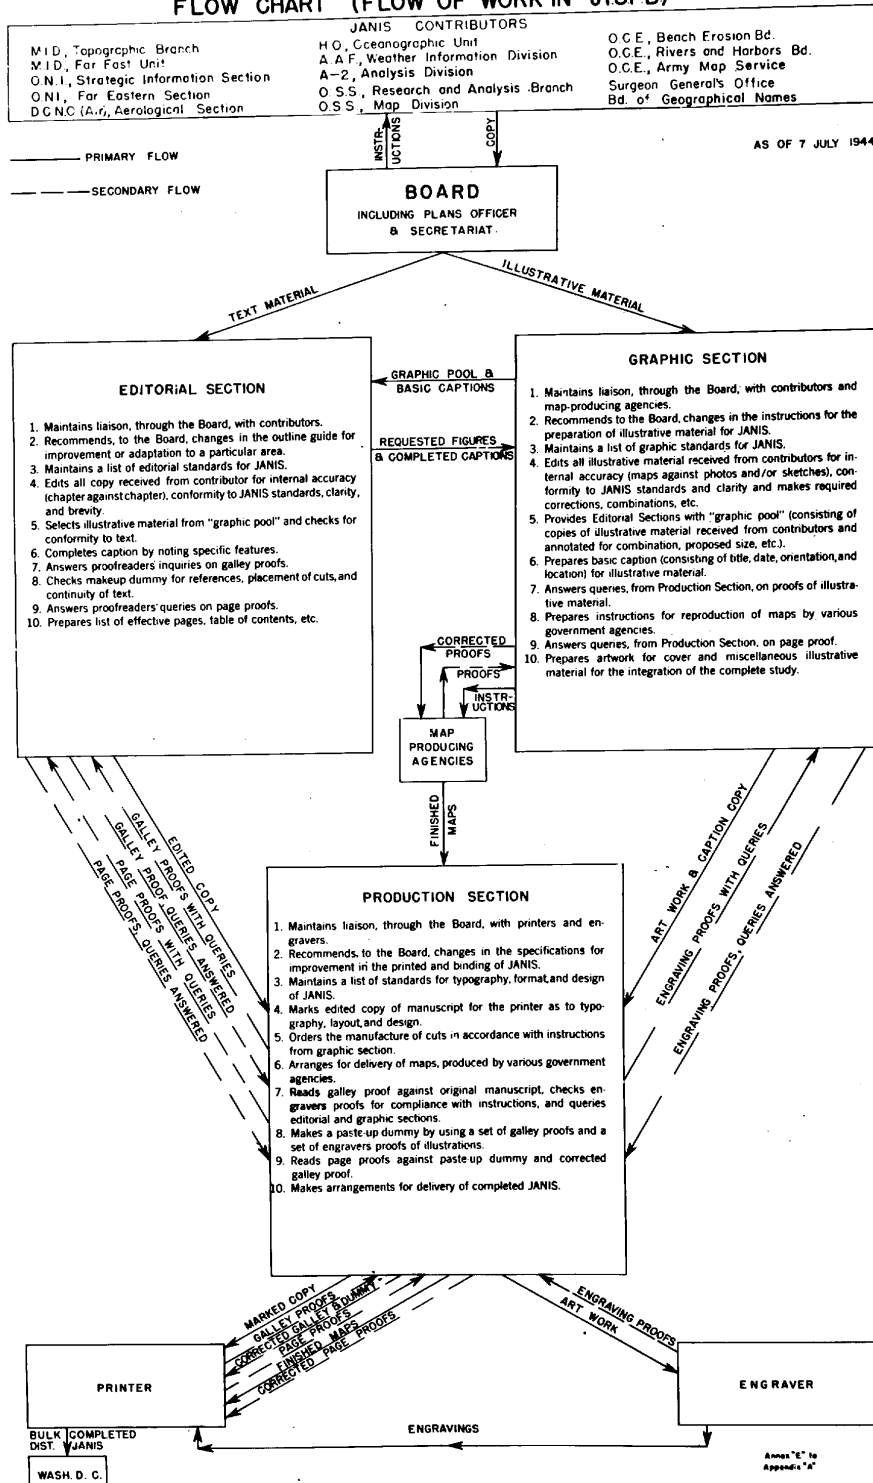 FLOW CHART (FLOW OF WORK IN J.I.S.P.B)
JANIS CONTRIBUTORS
M I D, Topographic Branch
M.I.D, Far East Unit
O.N.I., Strategic Information Section
O.N.I., Far Eastern Section
D C N.C (Air), Aerological Section
H O, Oceanographic Unit
A.A.F., Weather Information Division
A-2, Analysis Division
O.S.S, Research and Analysis Branch
O.S.S, Map Division
O.C.E, Beach Erosion Bd.
O.C.E., Rivers and Harbors Bd.
O.C.E., Army Map Service
Surgeon General's Office
Bd. of Geographical Names
INSTR-
UCTIONS
COPY
AS OF 7 JULY 1944
PRIMARY FLOW
SECONDARY FLOW
BOARD
INCLUDING PLANS OFFICER
& SECRETARIAT.
TEXT MATERIAL
ILLUSTRATIVE MATERIAL
EDITORIAL SECTION
1. Maintains liaison, through the Board, with contributors.
2. Recommends, to the Board, changes in the outline guide for
improvement or adaptation to a particular area.
3. Maintains a list of editorial standards for JANIS.
4. Edits all copy received from contributor for internal accuracy
(chapter against chapter), conformity to JANIS standards, clarity,
and brevity.
5. Selects illustrative material from "graphic pool" and checks for
conformity to text.
6. Completes caption by noting specific features.
7. Answers proofreaders' inquiries on galley proofs.
8. Checks makeup dummy for references, placement of cuts, and
continuity of text.
9. Answers proofreaders' queries on page proofs.
10. Prepares list of effective pages, table of contents, etc.
GRAPHIC POOL &
BASIC CAPTIONS
REQUESTED FIGURES
& COMPLETED CAPTIONS
GRAPHIC SECTION
1. Maintains liaison, through the Board, with contributors and
map-producing agencies.
2. Recommends to the Board, changes in the instructions for the
preparation of illustrative material for JANIS.
3. Maintains a list of graphic standards for JANIS.
4. Edits all illustrative material received from contributors for in-
ternal accuracy (maps against photos and/or sketches), con-
formity to JANIS standards and clarity and makes required
corrections, combinations, etc.
5. Provides Editorial Sections with "graphic pool" (consisting of
copies of illustrative material received from contributors and
annotated for combination, proposed size, etc.).
6. Prepares basic caption (consisting of title, date, orientation, and
location) for illustrative material.
7. Answers queries, from Production Section, on proofs of illustra-
tive material.
8. Prepares instructions for reproduction of maps by various
government agencies.
9. Answers queries, from Production Section, on page proof.
10. Prepares artwork for cover and miscellaneous illustrative
material for the integration of the complete study.
CORRECTED
PROOFS
PROOFS
INSTR-
UCTIONS
MAP
PRODUCING
AGENCIES
FINISHED
MAPS
EDITED COPY
GALLEY PROOFS WITH QUERIES
GALLEY PROOF, QUERIES ANSWERED
PAGE PROOFS WITH QUERIES
PAGE PROOFS, QUERIES ANSWERED
ART WORK & CAPTION COPY
ENGRAVING PROOFS WITH QUERIES
ENGRAVING PROOFS, QUERIES ANSWERED
PRODUCTION SECTION
1. Maintains liaison, through the Board, with printers and en-
gravers.
2. Recommends, to the Board, changes in the specifications for
improvement in the printed and binding of JANIS.
3. Maintains a list of standards for typography, format, and design
of JANIS.
4. Marks edited copy of manuscript for the printer as to typo-
graphy, layout, and design.
5. Orders the manufacture of cuts in accordance with instructions
from graphic section.
6. Arranges for delivery of maps, produced by various government
agencies.
7. Reads galley proof against original manuscript, checks en-
gravers proofs for compliance with instructions, and queries
editorial and graphic sections.
8. Makes a paste-up dummy by using a set of galley proofs and a
set of engravers proofs of illustrations.
9. Reads page proofs against paste-up dummy and corrected
galley proof.
10. Makes arrangements for delivery of completed JANIS.
MARKED COPY
GALLEY PROOFS
CORRECTED GALLEY & DUMMY
PAGE PROOFS
FINISHED MAPS
CORRECTED PAGE PROOFS
ENGRAVING PROOFS
ART WORK
PRINTER
ENGRAVER
BULK COMPLETED
DIST. JANIS
ENGRAVINGS
WASH. D. C.
Annex "E" to
Appendix "A"